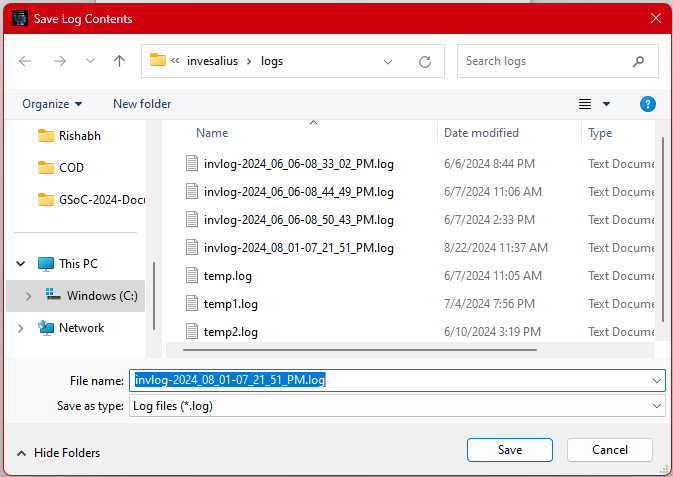 Save Log Contents
« invesalius › logs
Search logs
Organize
New folder
Rishabh
COD
GSoC-2024-Docu
This PC
Windows (C:)
Network
Name Date modified Type
invlog-2024_06_06-08_33_02_PM.log 6/6/2024 8:44 PM Text Docume
invlog-2024_06_06-08_44_49_PM.log 6/7/2024 11:06 AM Text Docume
invlog-2024_06_06-08_50_43_PM.log 6/7/2024 2:33 PM Text Docume
invlog-2024_08_01-07_21_51_PM.log 8/22/2024 11:37 AM Text Docume
temp.log 6/7/2024 11:05 AM Text Docume
temp1.log 7/4/2024 7:56 PM Text Docume
temp2.log 6/10/2024 3:19 PM Text Docume
File name: invlog-2024_08_01-07_21_51_PM.log
Save as type: Log files (*.log)
Hide Folders
Save
Cancel